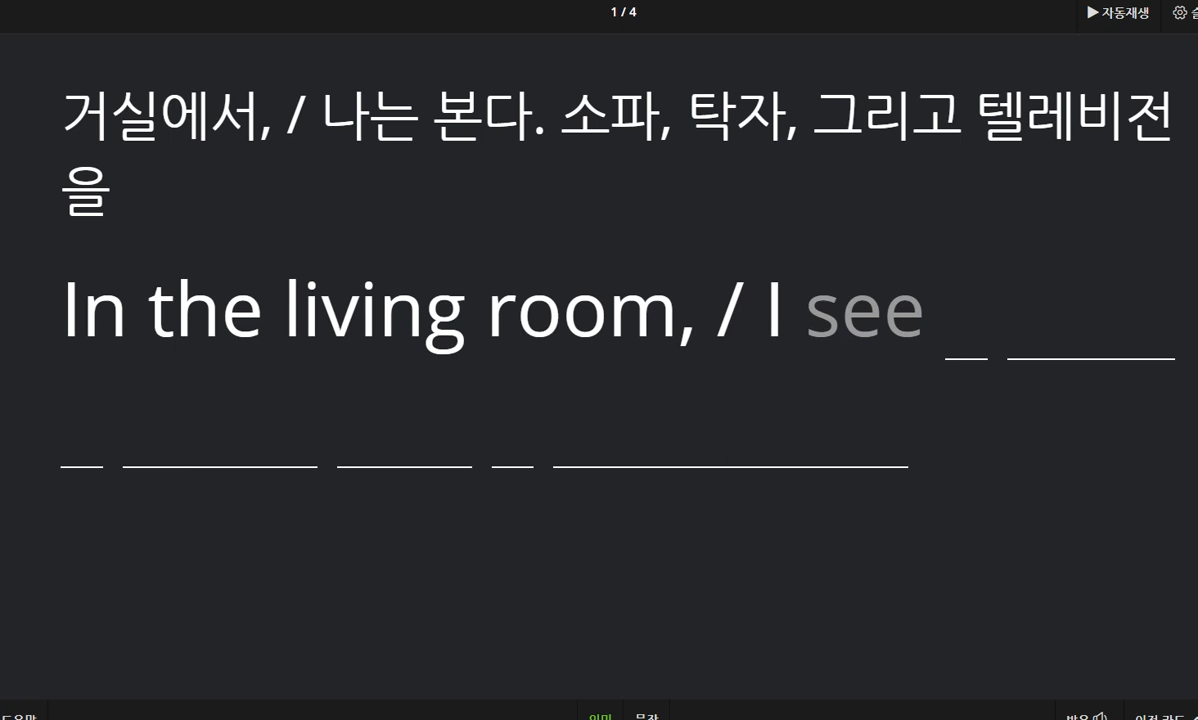 1 / 4
▶ 자동재생
거실에서, / 나는 본다. 소파, 탁자, 그리고 텔레비전
을
In the living room, / I see